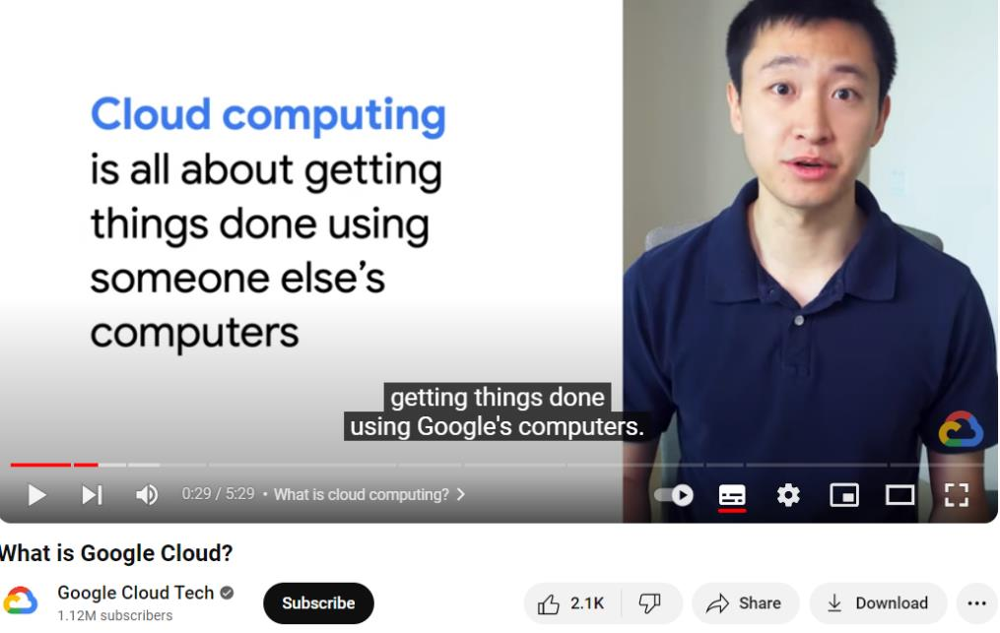 Cloud computing
is all about getting
things done using
someone else's
computers
getting things done
using Google's computers.
0:29 / 5:29 • What is cloud computing?
What is Google Cloud?
Google Cloud Tech
1.12M subscribers
Subscribe
2.1K
Share
Download